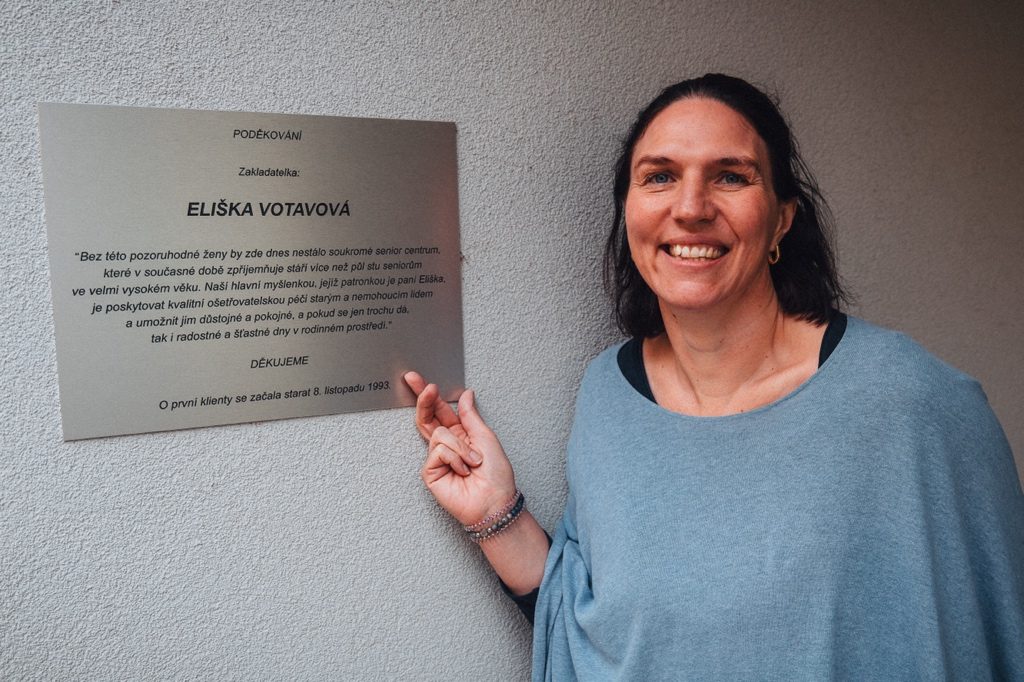 PODĚKOVÁNÍ
Zakladatelka:
ELIŠKA VOTAVOVÁ
“Bez této pozoruhodné ženy by zde dnes nestálo soukromé senior centrum,
které v současné době zpříjemňuje stáří více než půl stu seniorům
ve velmi vysokém věku. Naší hlavní myšlenkou, jejíž patronkou je paní Eliška,
je poskytovat kvalitní ošetřovatelskou péči starým a nemohoucím lidem
a umožnit jim důstojné a pokojné, a pokud se jen trochu dá,
tak i radostné a šťastné dny v rodinném prostředí.”
DĚKUJEME
O první klienty se začala starat 8. listopadu 1993.